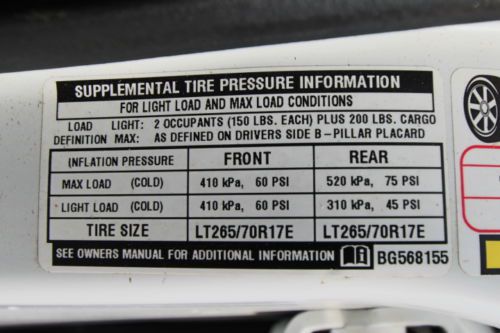 SUPPLEMENTAL TIRE PRESSURE INFORMATION
FOR LIGHT LOAD AND MAX LOAD CONDITIONS
LOAD LIGHT: 2 OCCUPANTS (150 LBS. EACH) PLUS 200 LBS. CARGO
DEFINITION MAX: AS DEFINED ON DRIVERS SIDE B-PILLAR PLACARD
INFLATION PRESSURE FRONT REAR
MAX LOAD (COLD) 410 kPa, 60 PSI 520 kPa, 75 PSI
LIGHT LOAD (COLD) 410 kPa, 60 PSI 310 kPa, 45 PSI
TIRE SIZE LT265/70R17E LT265/70R17E
SEE OWNERS MANUAL FOR ADDITIONAL INFORMATION BG568155